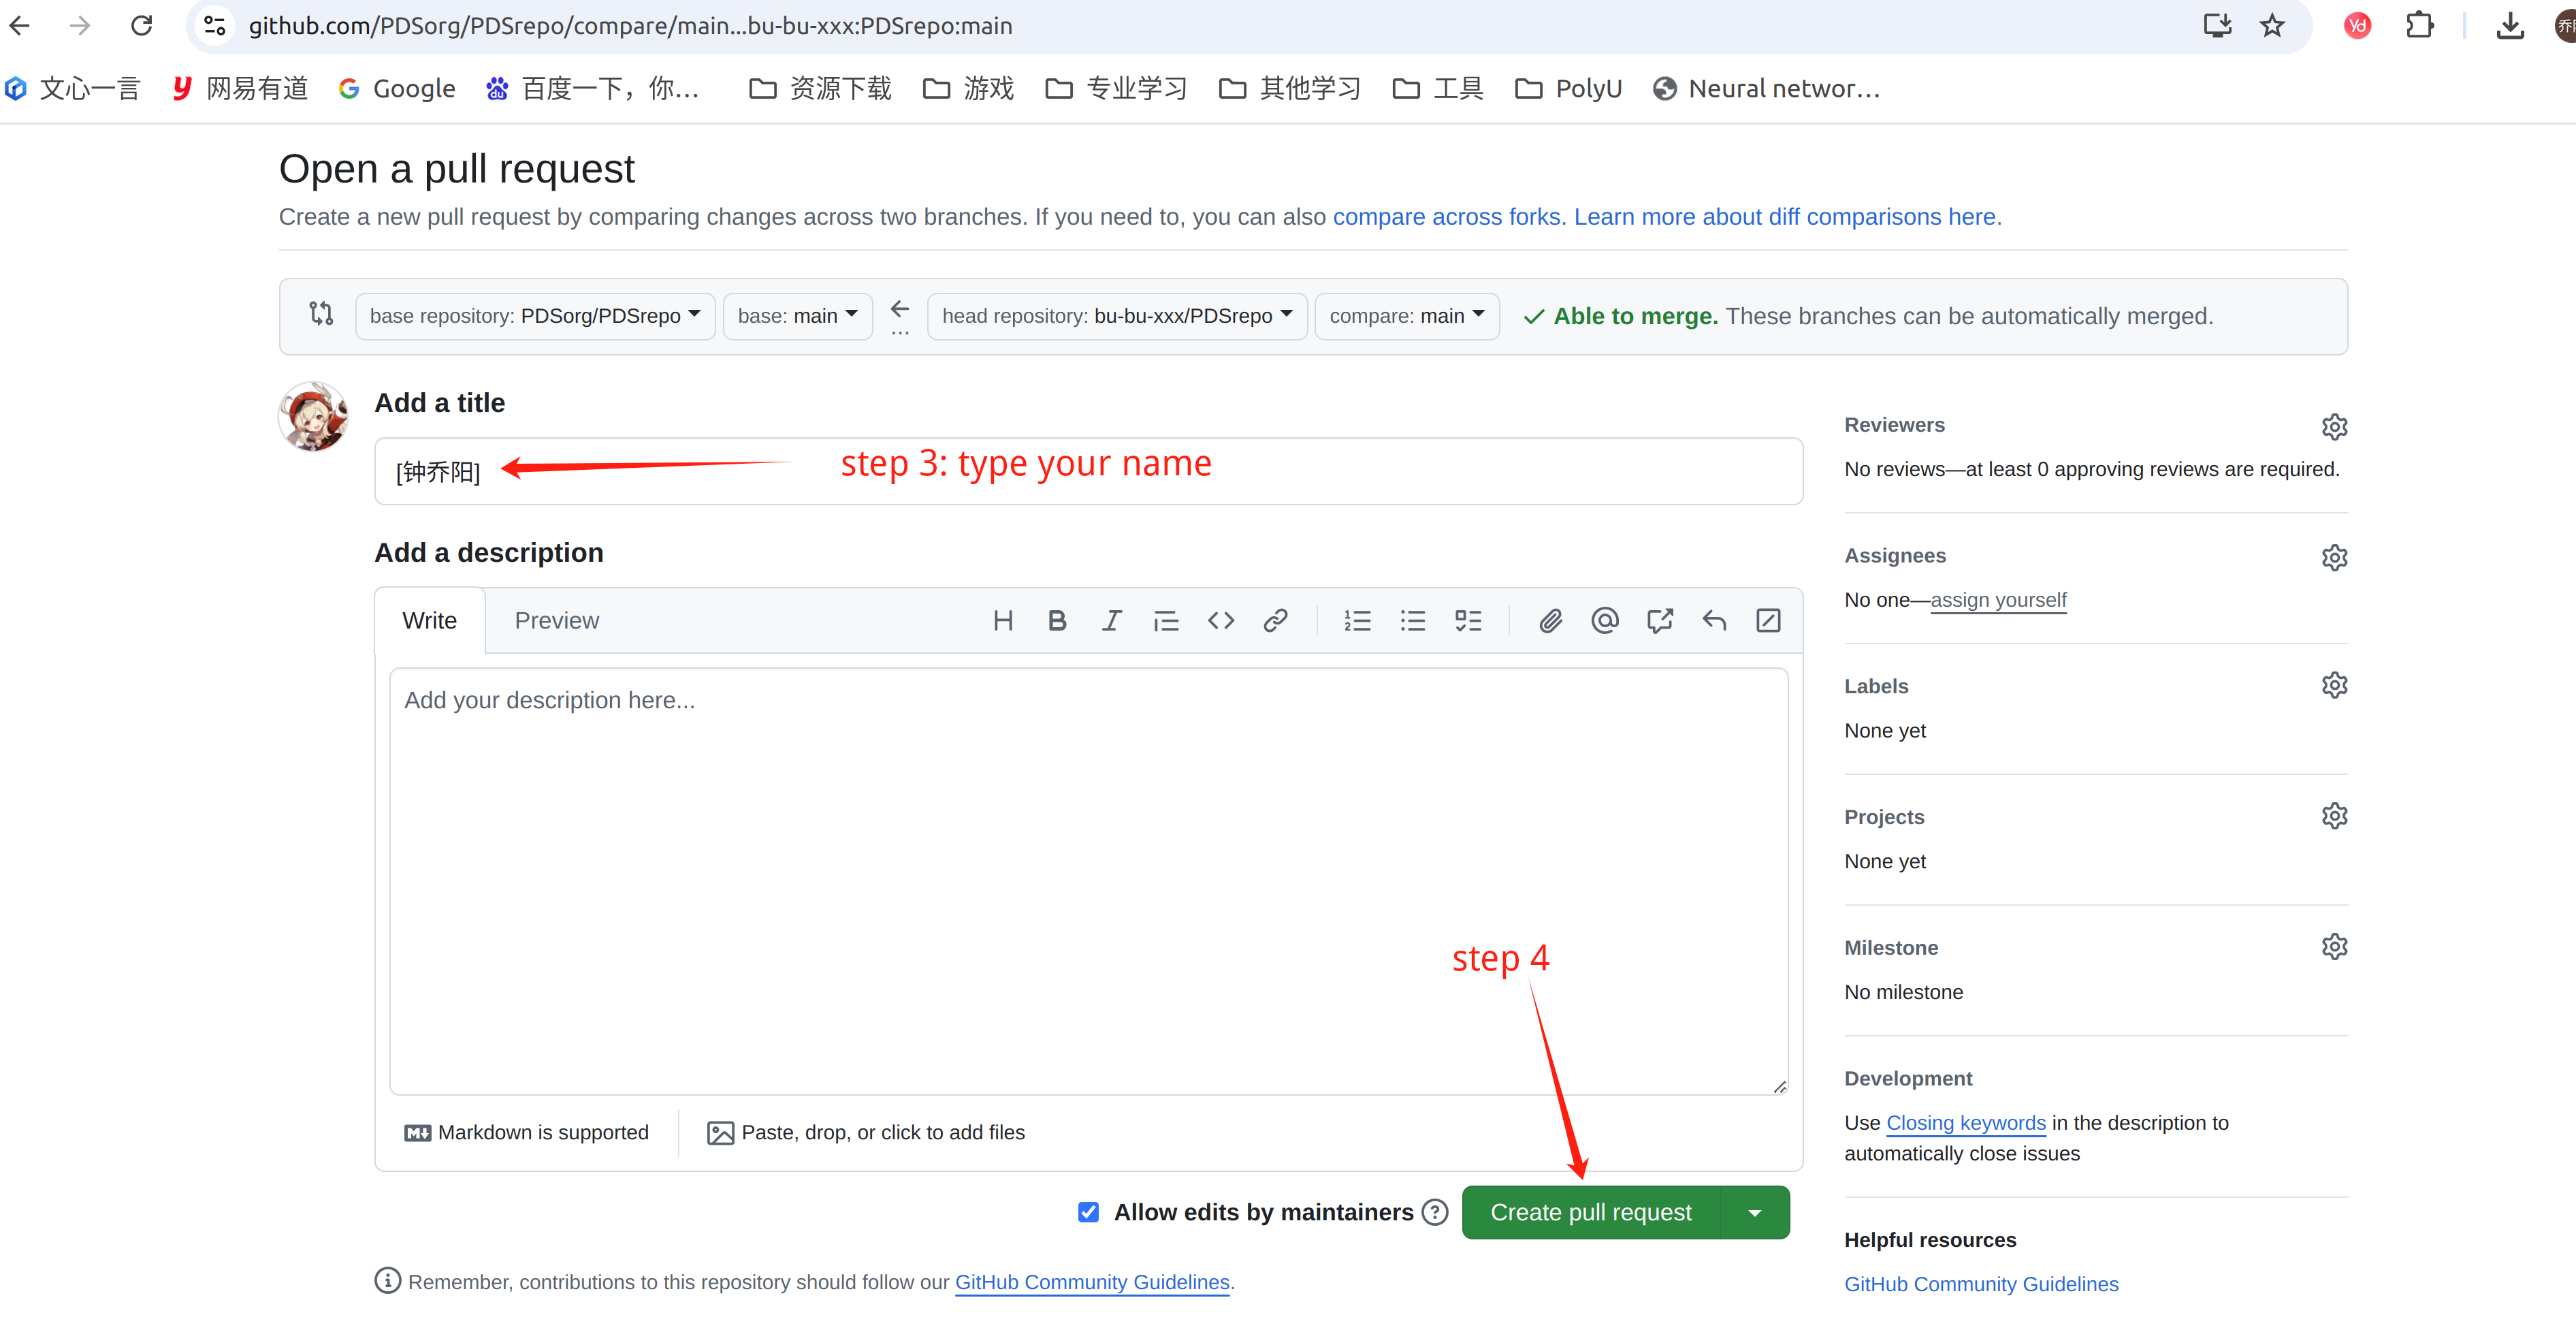 github.com/PDSorg/PDSrepo/compare/main...bu-bu-xxx:PDSrepo:main
文心一言 网易有道 Google 百度一下，你... 资源下载 游戏 专业学习 其他学习 工具 PolyU Neural networ...
Open a pull request
Create a new pull request by comparing changes across two branches. If you need to, you can also compare across forks. Learn more about diff comparisons here.
base repository: PDSorg/PDSrepo base: main ... head repository: bu-bu-xxx/PDSrepo compare: main Able to merge. These branches can be automatically merged.
Add a title
[钟乔阳]
step 3: type your name
Add a description
Write Preview
Add your description here...
step 4
Markdown is supported Paste, drop, or click to add files
Allow edits by maintainers Create pull request
Remember, contributions to this repository should follow our GitHub Community Guidelines.
Reviewers
No reviews—at least 0 approving reviews are required.
Assignees
No one—assign yourself
Labels
None yet
Projects
None yet
Milestone
No milestone
Development
Use Closing keywords in the description to
automatically close issues
Helpful resources
GitHub Community Guidelines